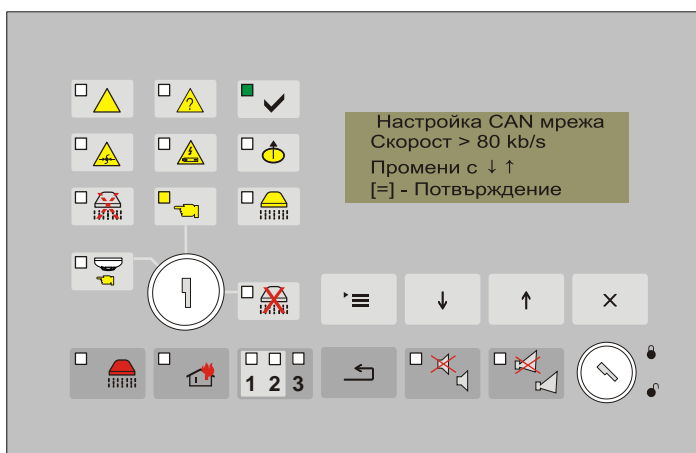 Настройка CAN мрежа
Скорост > 80 kb/s
Промени с ↓ ↑
[=] - Потвърждение
?
1 2 3